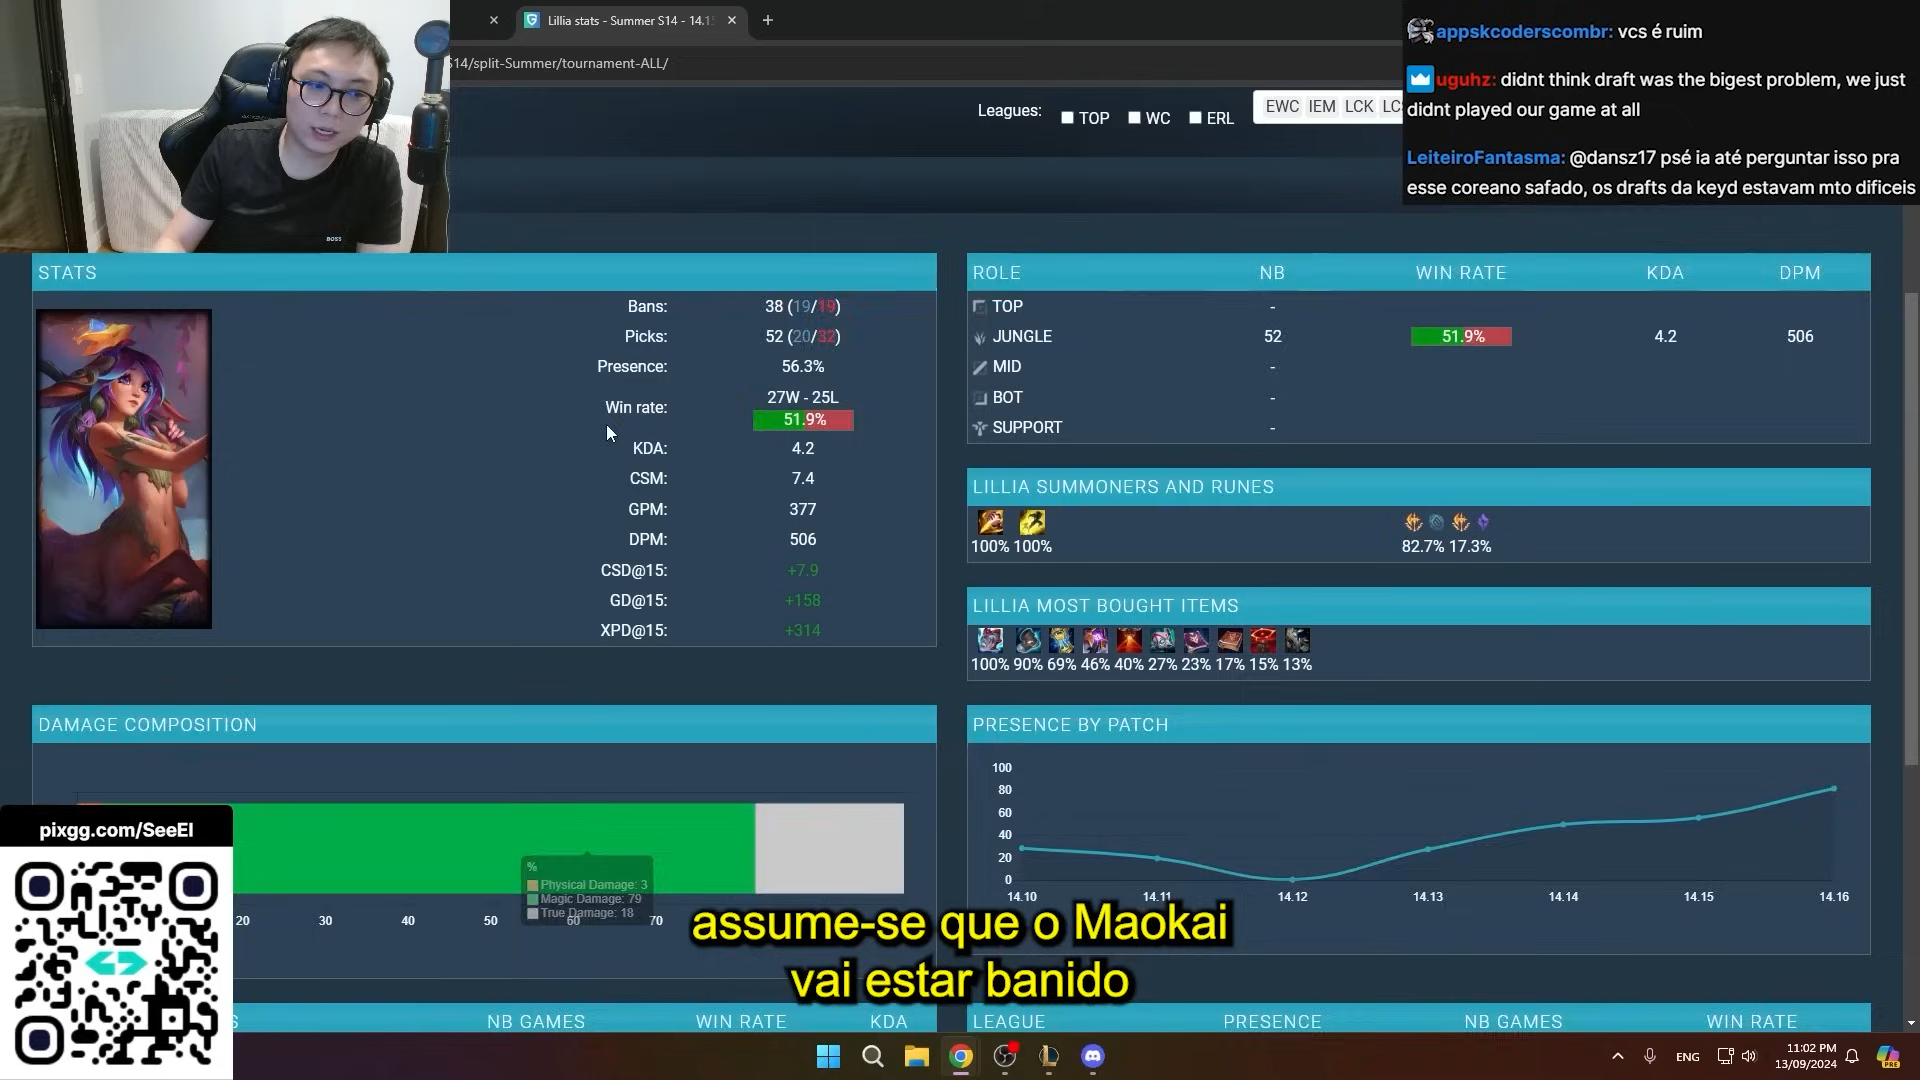 Lillia stats - Summer S14 - 14.15
S14/split-Summer/tournament-ALL/
Leagues: TOP WC ERL EWC IEM LCK LCS
appskcoderscombr: vcs é ruim
uguhz: didnt think draft was the bigest problem, we just
didnt played our game at all
LeiteiroFantasma: @dansz17 psé ia até perguntar isso pra
esse coreano safado, os drafts da keyd estavam mto dificeis
BOSS
STATS
Bans: 38 (19/19)
Picks: 52 (20/32)
Presence: 56.3%
Win rate: 27W - 25L
51.9%
KDA: 4.2
CSM: 7.4
GPM: 377
DPM: 506
CSD@15: +7.9
GD@15: +158
XPD@15: +314
ROLE NB WIN RATE KDA DPM
TOP -
JUNGLE 52 51.9% 4.2 506
MID -
BOT -
SUPPORT -
LILLIA SUMMONERS AND RUNES
100% 100% 82.7% 17.3%
LILLIA MOST BOUGHT ITEMS
100% 90% 69% 46% 40% 27% 23% 17% 15% 13%
DAMAGE COMPOSITION
%
Physical Damage: 3
Magic Damage: 79
True Damage: 18
20 30 40 50 60 70
PRESENCE BY PATCH
100
80
60
40
20
0
14.10 14.11 14.12 14.13 14.14 14.15 14.16
pixgg.com/SeeEl
assume-se que o Maokai
vai estar banido
S NB GAMES WIN RATE KDA
LEAGUE PRESENCE NB GAMES WIN RATE
ENG
11:02 PM
13/09/2024
PRE